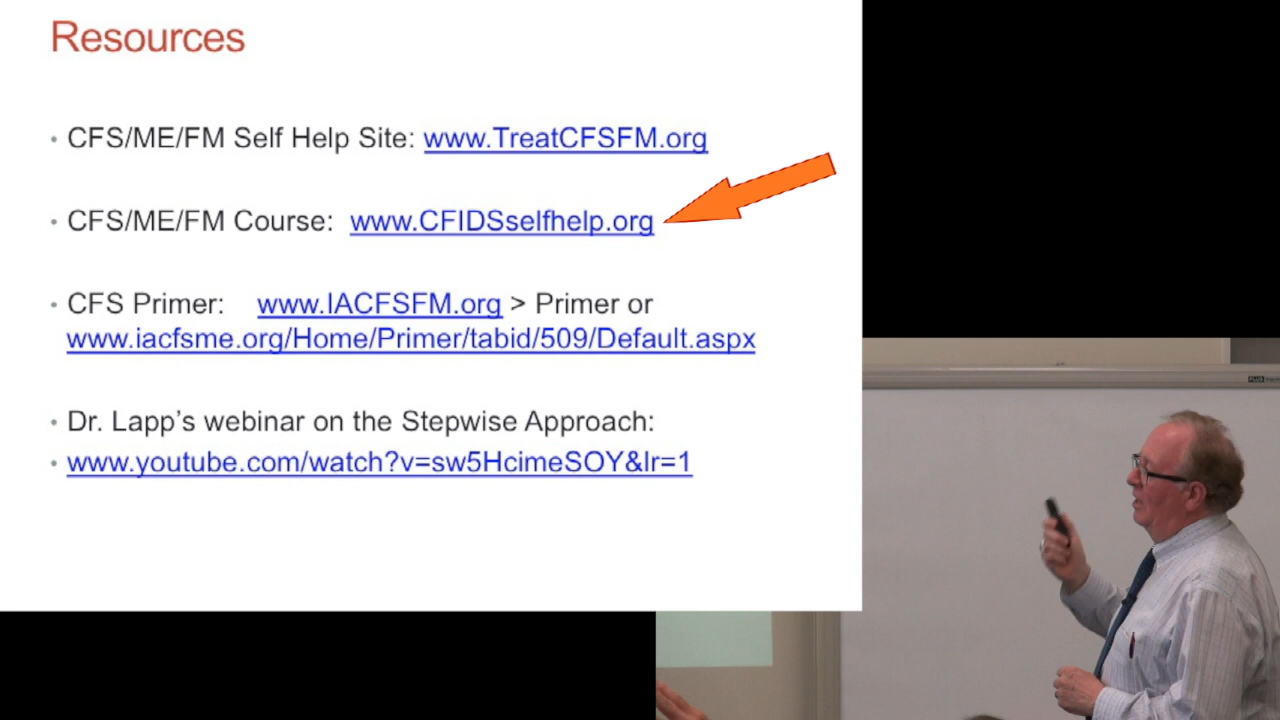 Resources
• CFS/ME/FM Self Help Site: www.TreatCFSFM.org
• CFS/ME/FM Course: www.CFIDSselfhelp.org
• CFS Primer: www.IACFSFM.org > Primer or
www.iacfsme.org/Home/Primer/tabid/509/Default.aspx
• Dr. Lapp’s webinar on the Stepwise Approach:
• www.youtube.com/watch?v=sw5HcimeSOY&lr=1
PLUS